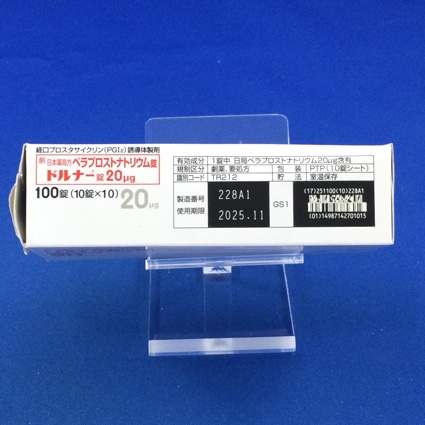 経口プロスタサイクリン(PGI₂)誘導体製剤
劇 日本薬局方 ベラプロストナトリウム錠
ドルナー錠20μg
100錠(10錠×10)
20μg
有効成分 1錠中 日局ベラプロストナトリウム20μg含有
規制区分 劇薬、処方箋 包装 PTP(10錠シート)
識別コード TR212 貯法 室温保存
製造番号 228A1
使用期限 2025.11
GS1
(17)251100(10)228A1
(01)14987142701015